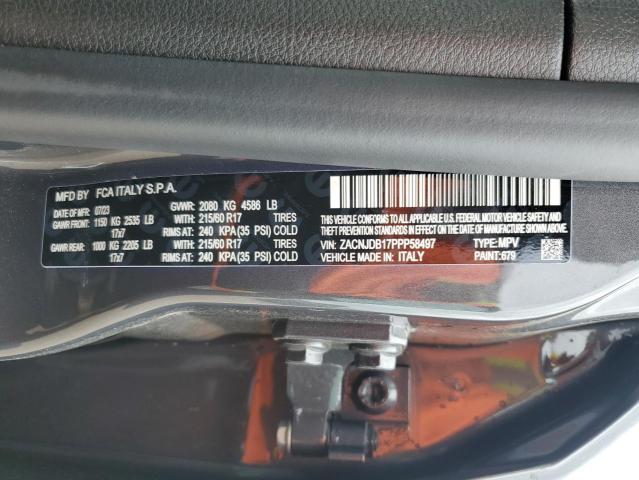 MFD BY FCA ITALY S.P.A.
DATE OF MFR: 07/23 GVWR: 2080 KG 4586 LB
GAWR FRONT: 1150 KG 2535 LB WITH: 215/60 R17 TIRES
17x7 RIMS AT: 240 KPA (35 PSI) COLD
GAWR REAR: 1000 KG 2205 LB WITH: 215/60 R17 TIRES
17x7 RIMS AT: 240 KPA (35 PSI) COLD
THIS VEHICLE CONFORMS TO ALL APPLICABLE U.S.A.
FEDERAL MOTOR VEHICLE SAFETY, BUMPER, AND THEFT
PREVENTION STANDARDS IN EFFECT ON THE DATE OF
MANUFACTURE SHOWN ABOVE.
VIN: ZACNJDB17PPP58497 TYPE: MPV
VEHICLE MADE IN: ITALY PAINT: 679